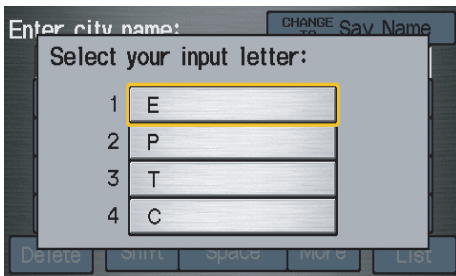 Enter city name:
CHANGE TO Say Name
Select your input letter:
1 E
2 P
3 T
4 C
Delete Shift Space More List